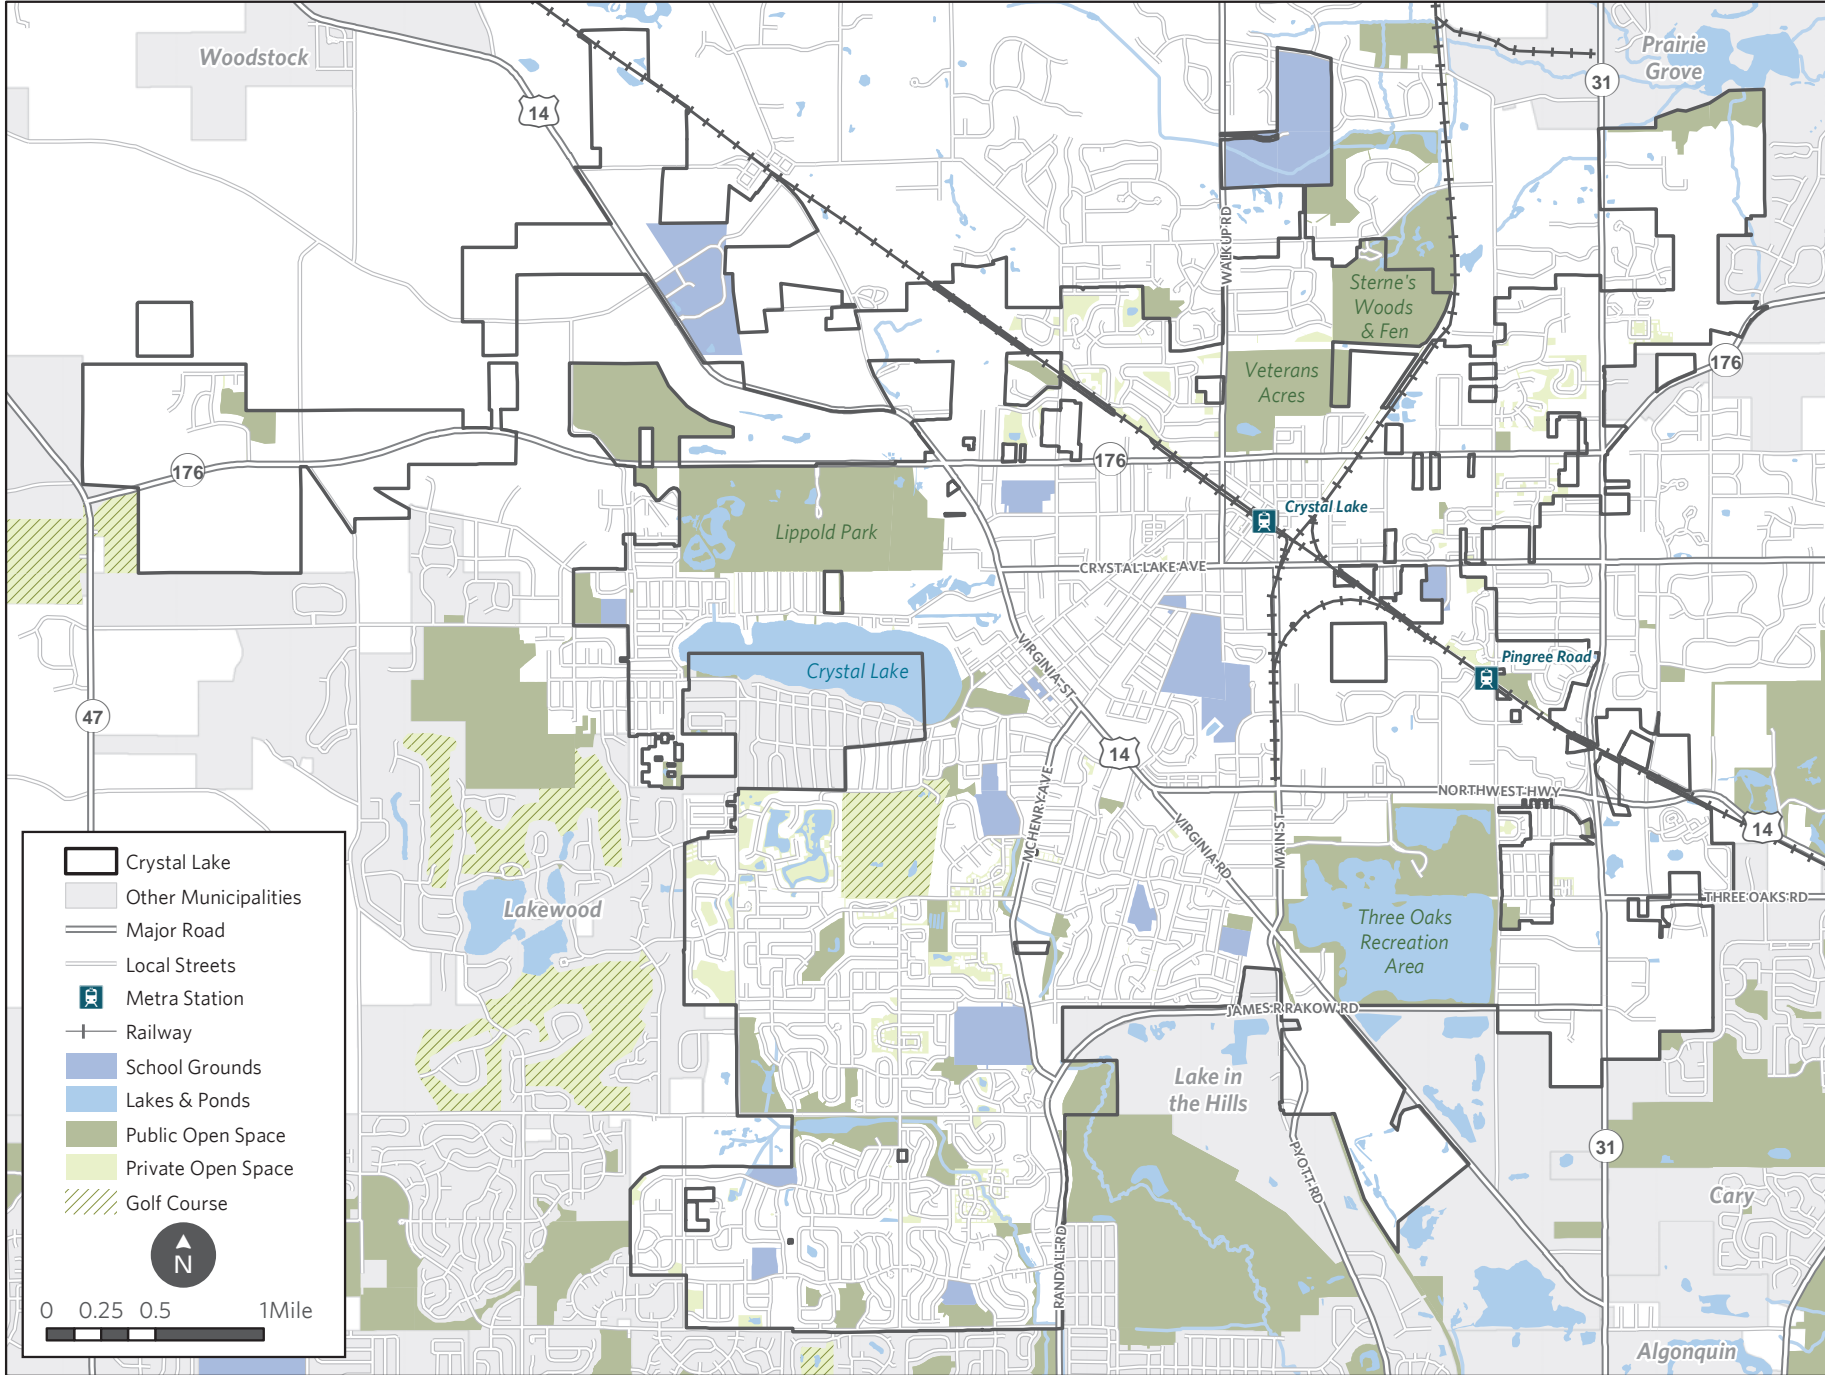 Woodstock
Prairie
Grove
14
31
WALKUP RD
Sterne's
Woods
& Fen
Veterans
Acres
176
176
176
Crystal Lake
Lippold Park
CRYSTAL LAKE AVE
VIRGINIA ST
Pingree Road
Crystal Lake
47
14
MCHENRY AVE
NORTHWEST HWY
MAIN ST
VIRGINIA RD
14
Crystal Lake
Other Municipalities
Major Road
Local Streets
Metra Station
Railway
School Grounds
Lakes & Ponds
Public Open Space
Private Open Space
Golf Course
N
0 0.25 0.5 1Mile
Lakewood
THREE OAKS RD
Three Oaks
Recreation
Area
JAMES R RAKOW RD
Lake in
the Hills
31
PYOTT RD
Cary
RANDALL RD
Algonquin